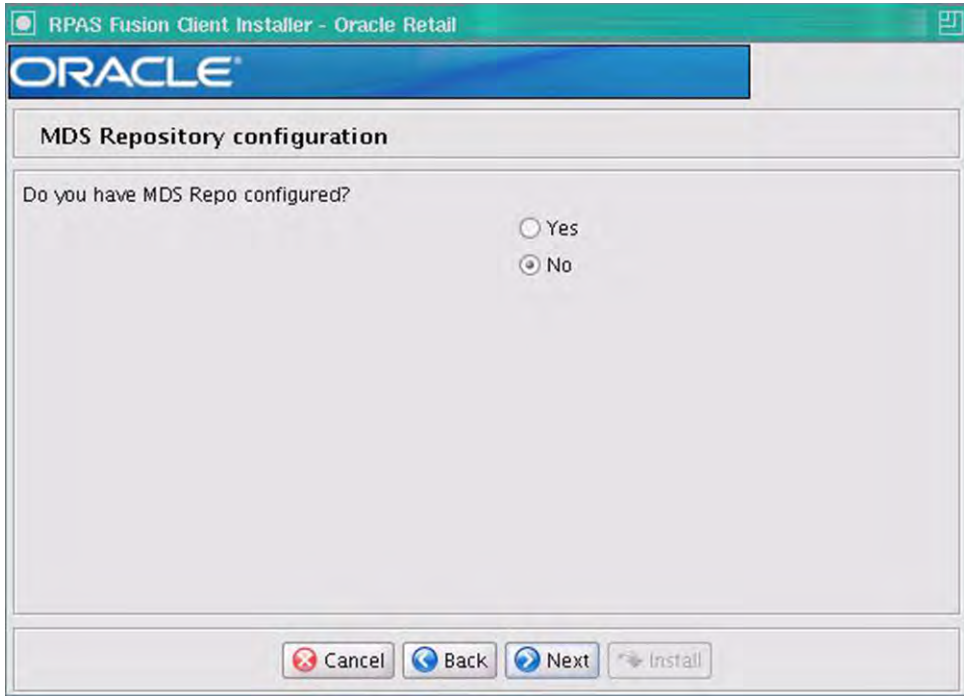 RPAS Fusion Client Installer - Oracle Retail
ORACLE®
MDS Repository configuration
Do you have MDS Repo configured?
Yes
No
Cancel Back Next Install